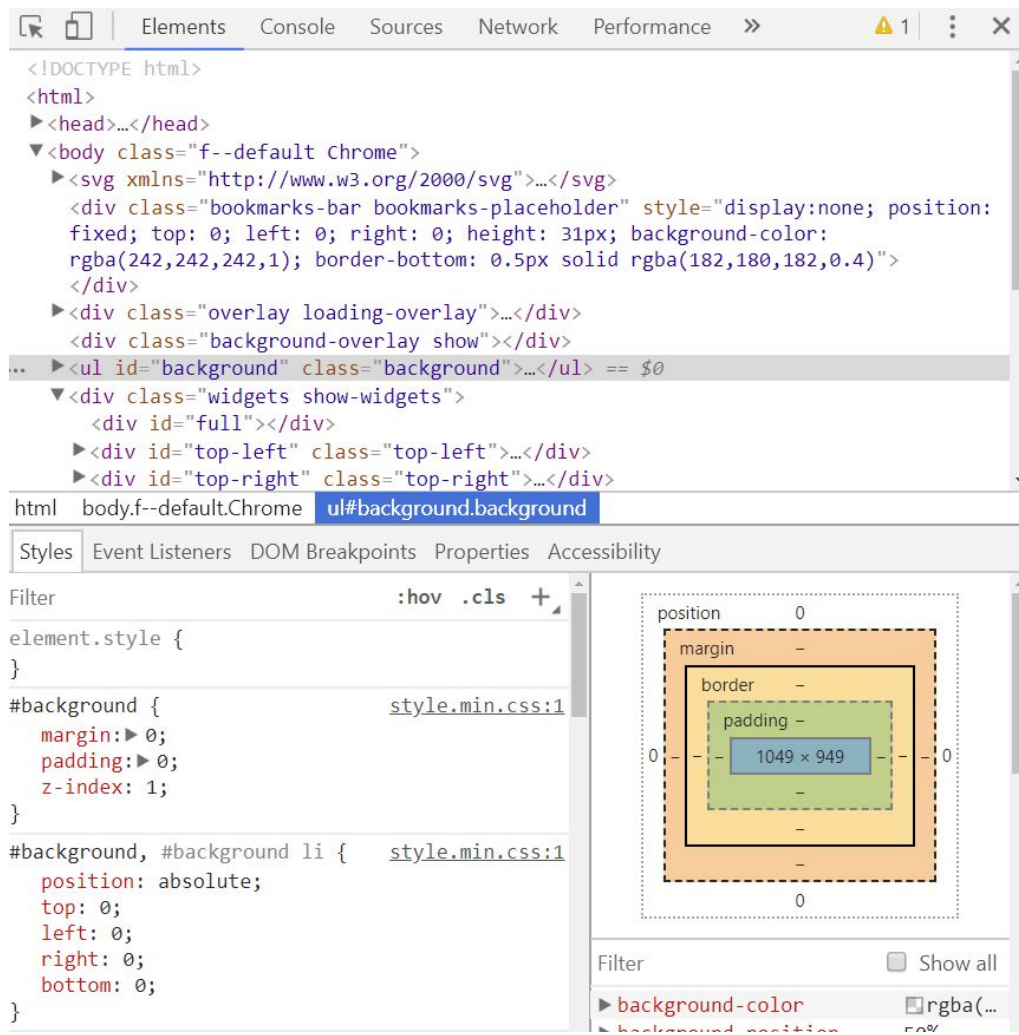 Elements Console Sources Network Performance » 1
<!DOCTYPE html>
<html>
<head>…</head>
<body class="f--default Chrome">
<svg xmlns="http://www.w3.org/2000/svg">…</svg>
<div class="bookmarks-bar bookmarks-placeholder" style="display:none; position:
fixed; top: 0; left: 0; right: 0; height: 31px; background-color:
rgba(242,242,242,1); border-bottom: 0.5px solid rgba(182,180,182,0.4)">
</div>
<div class="overlay loading-overlay">…</div>
<div class="background-overlay show"></div>
... <ul id="background" class="background">…</ul> == $0
<div class="widgets show-widgets">
<div id="full"></div>
<div id="top-left" class="top-left">…</div>
<div id="top-right" class="top-right">…</div>
html body.f--default.Chrome ul#background.background
Styles Event Listeners DOM Breakpoints Properties Accessibility
Filter :hov .cls +
element.style {
}
#background { style.min.css:1
margin: 0;
padding: 0;
z-index: 1;
}
#background, #background li { style.min.css:1
position: absolute;
top: 0;
left: 0;
right: 0;
bottom: 0;
}
position 0
margin –
border –
padding –
0 – – – 1049 × 949 – – – 0
–
–
–
0
Filter Show all
background-color rgba(…
background-position 50%